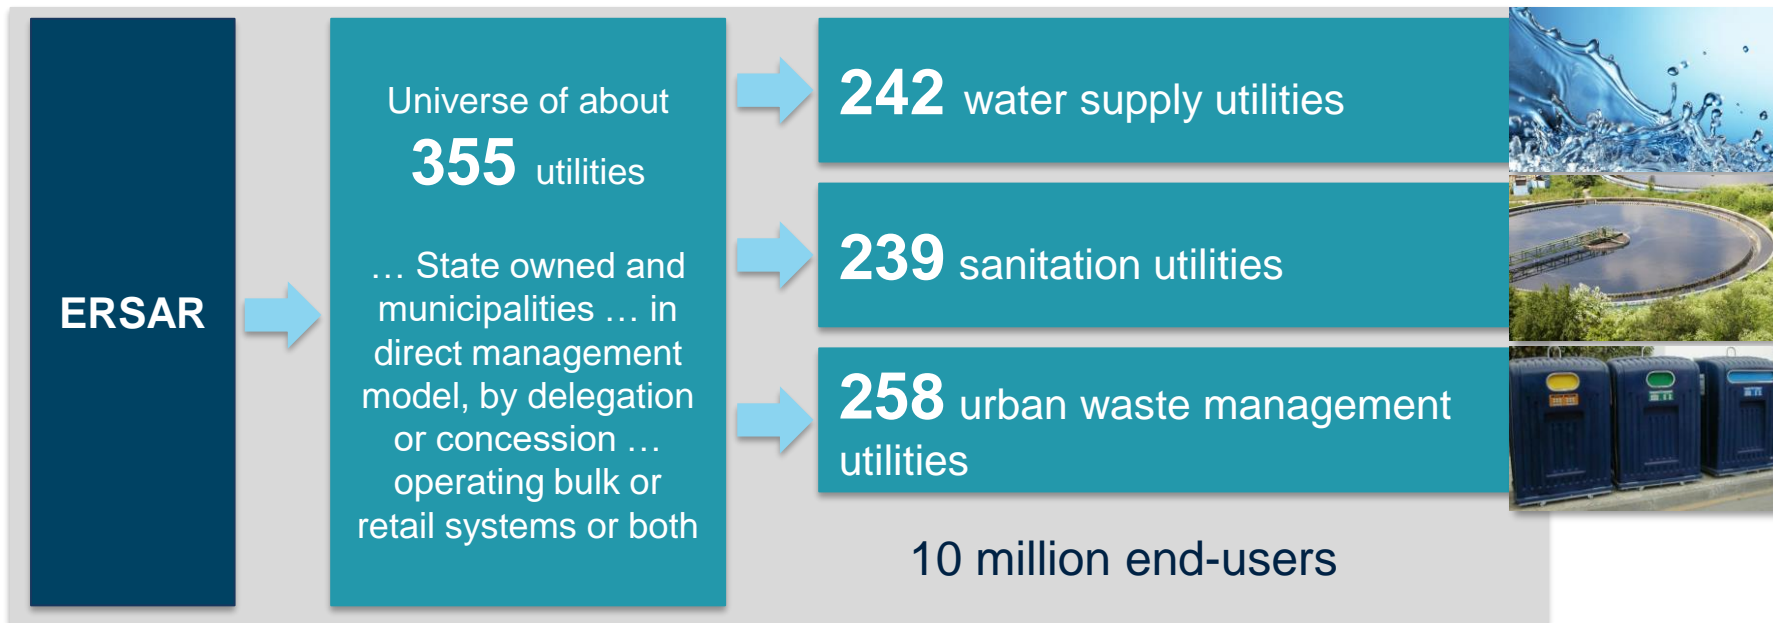 ERSAR
Universe of about
355 utilities
… State owned and
municipalities … in
direct management
model, by delegation
or concession …
operating bulk or
retail systems or both
242 water supply utilities
239 sanitation utilities
258 urban waste management
utilities
10 million end-users